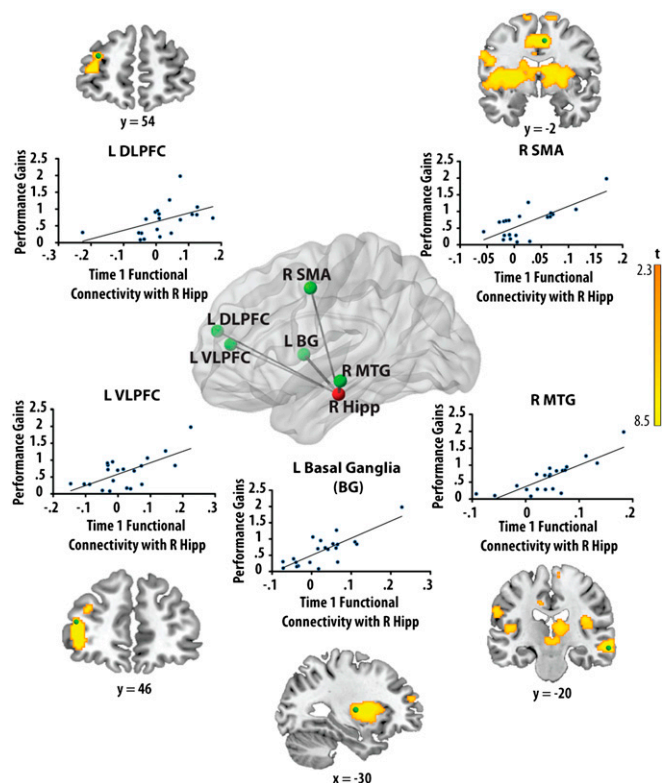 y = 54
y = -2
L DLPFC
Performance Gains
2.5
2
1.5
1
.5
0
-.3
-.2
-.1
0
.1
.2
Time 1 Functional
Connectivity with R Hipp
R SMA
Performance Gains
2.5
2
1.5
1
.5
0
-.1
-.05
0
.05
.1
.15
.2
Time 1 Functional
Connectivity with R Hipp
t
2.3
8.5
R SMA
L DLPFC
L VLPFC
L BG
R MTG
R Hipp
L VLPFC
Performance Gains
2.5
2
1.5
1
.5
0
-0.2
-0.1
0
0.1
0.2
0.3
Time 1 Functional
Connectivity with R Hipp
L Basal Ganglia
(BG)
Performance Gains
2.5
2
1.5
1
.5
0
-0.1
0
0.1
0.2
0.3
Time 1 Functional
Connectivity with R Hipp
R MTG
Performance Gains
2.5
2
1.5
1
.5
0
-.1
0
.1
.2
Time 1 Functional
Connectivity with R Hipp
y = 46
x = -30
y = -20